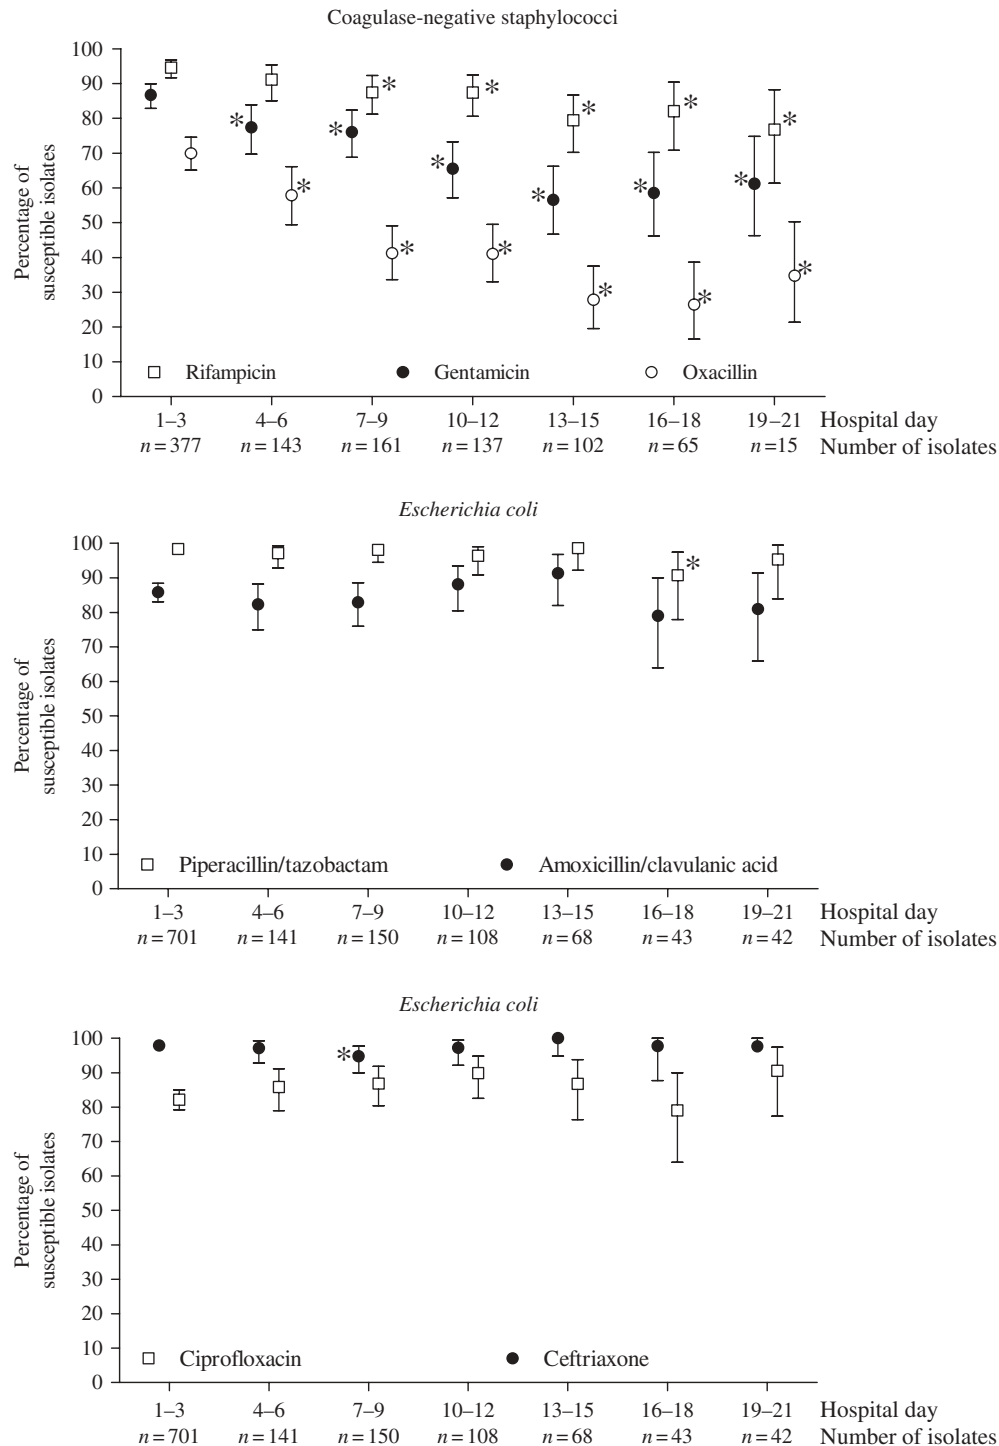 Coagulase-negative staphylococci
Percentage of
susceptible isolates
100
90
80
70
60
50
40
30
20
10
0
* * * * * * * * * * * * * * * * *
Rifampicin Gentamicin Oxacillin
1–3 4–6 7–9 10–12 13–15 16–18 19–21 Hospital day
n=377 n=143 n=161 n=137 n=102 n=65 n=15 Number of isolates
Escherichia coli
Percentage of
susceptible isolates
100
90
80
70
60
50
40
30
20
10
0
*
Piperacillin/tazobactam Amoxicillin/clavulanic acid
1–3 4–6 7–9 10–12 13–15 16–18 19–21 Hospital day
n=701 n=141 n=150 n=108 n=68 n=43 n=42 Number of isolates
Escherichia coli
Percentage of
susceptible isolates
100
90
80
70
60
50
40
30
20
10
0
*
Ciprofloxacin Ceftriaxone
1–3 4–6 7–9 10–12 13–15 16–18 19–21 Hospital day
n=701 n=141 n=150 n=108 n=68 n=43 n=42 Number of isolates